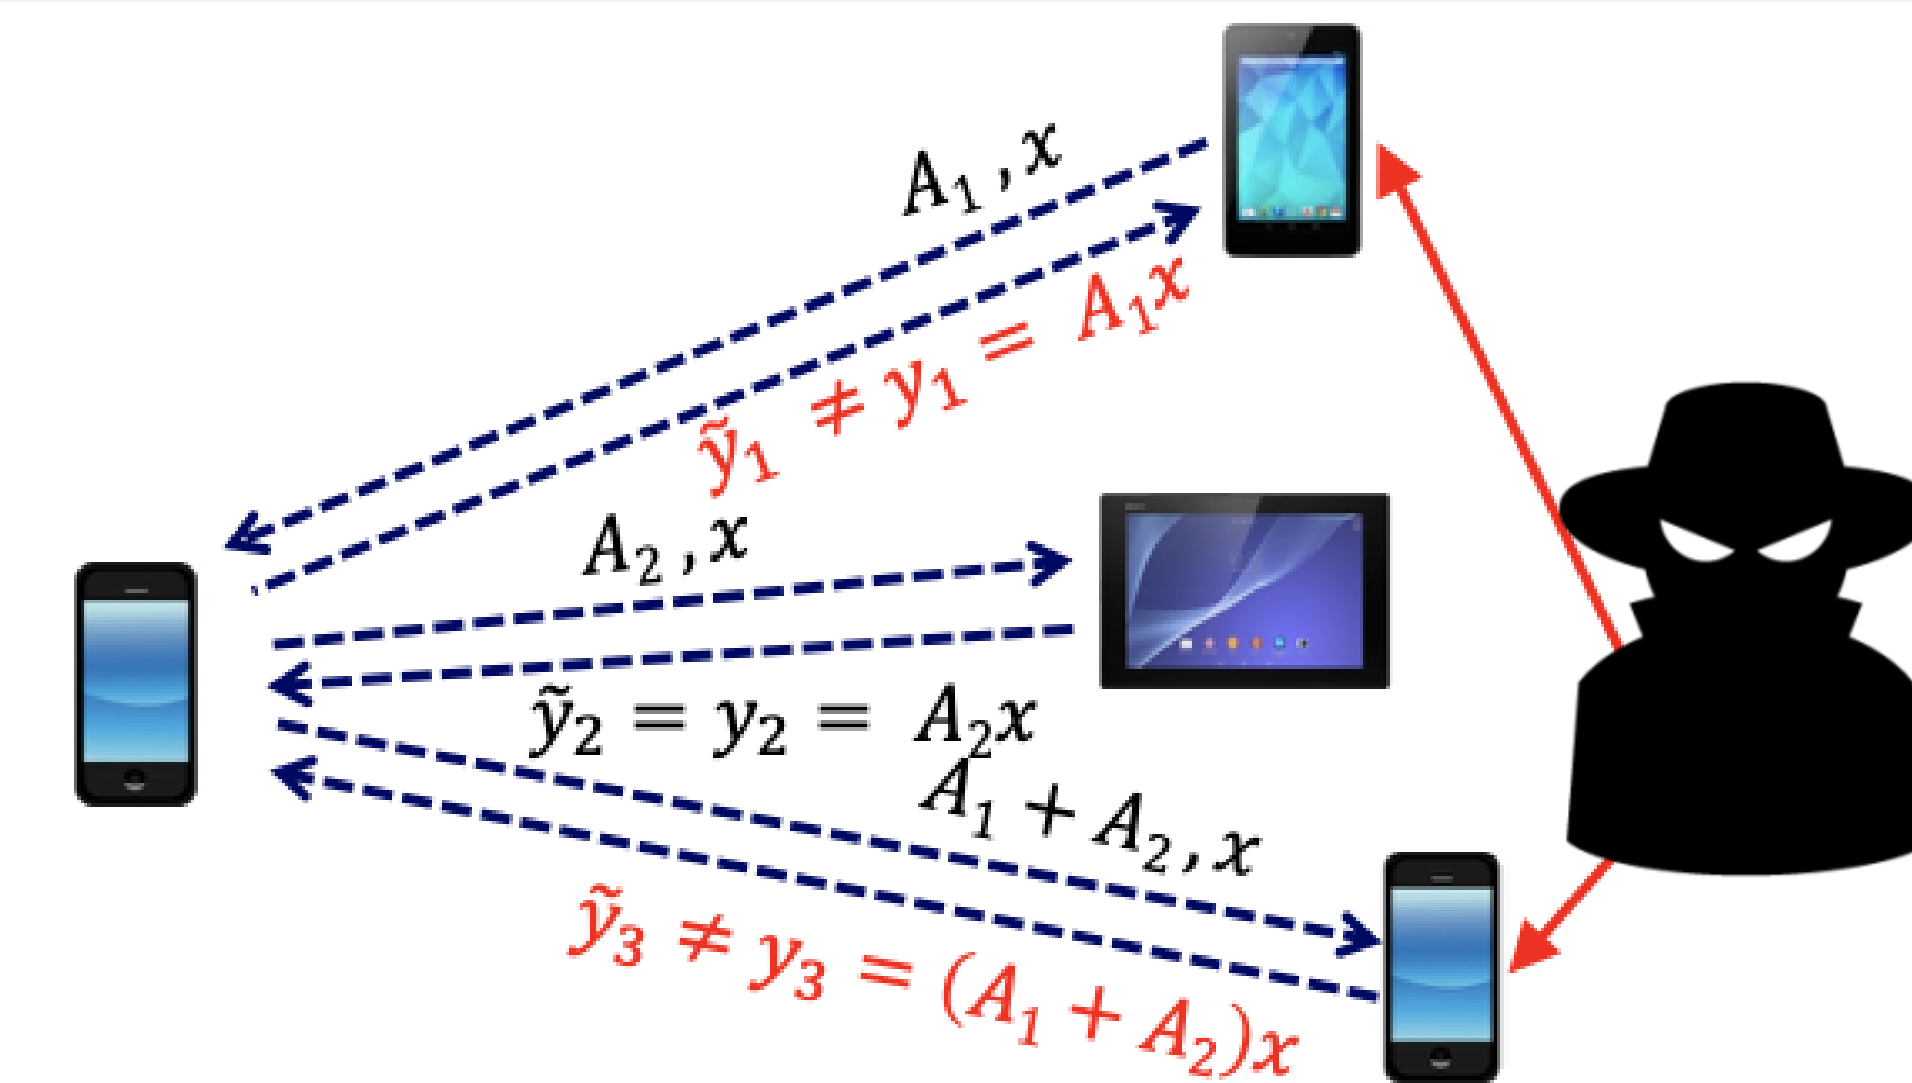 A₁ , x
ỹ₁ ≠ y₁ = A₁x
A₂ , x
ỹ₂ = y₂ = A₂x
A₁ + A₂, x
ỹ₃ ≠ y₃ = (A₁ + A₂)x